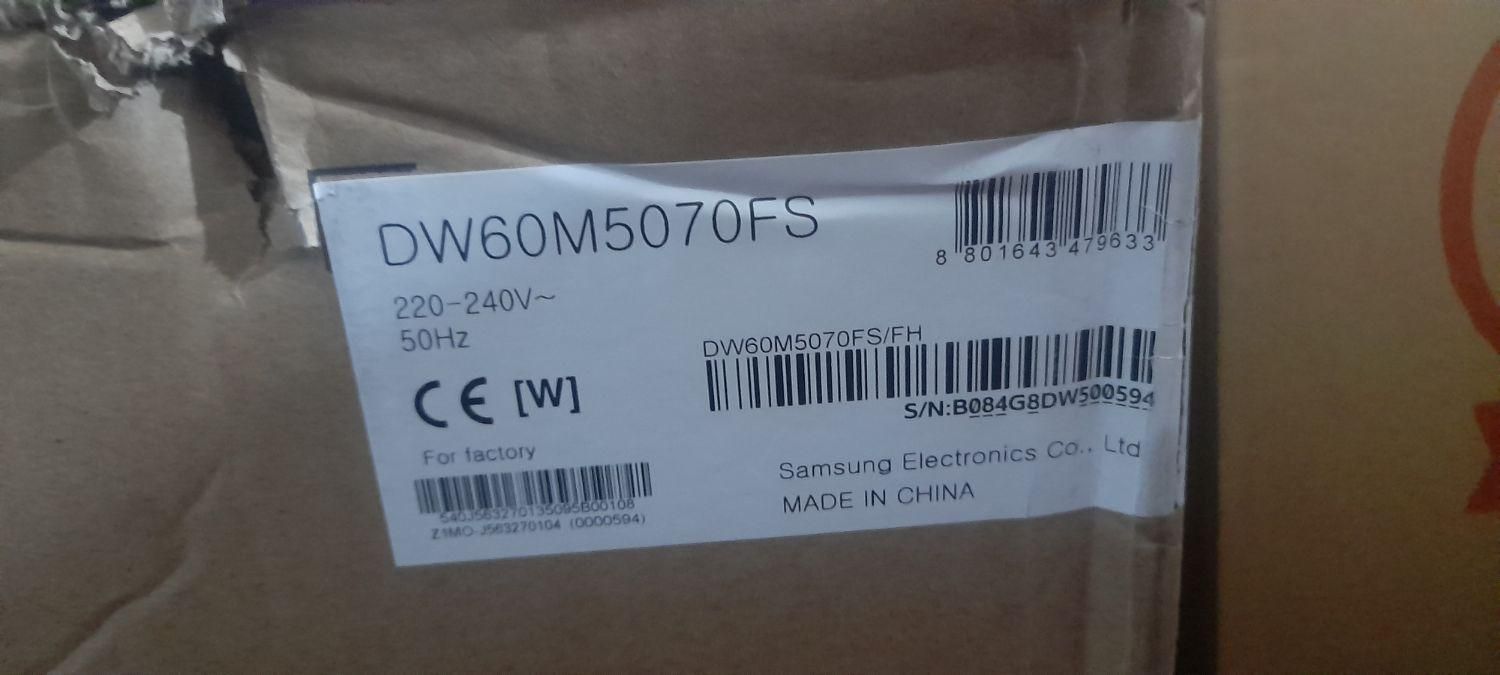 DW60M5070FS
8 801643 479633
220-240V~
50Hz
DW60M5070FS/FH
S/N:B084G8DW500594
CE [W]
For factory
540J563270135095B00108
Z1MO-J563270104 (0000594)
Samsung Electronics Co., Ltd
MADE IN CHINA